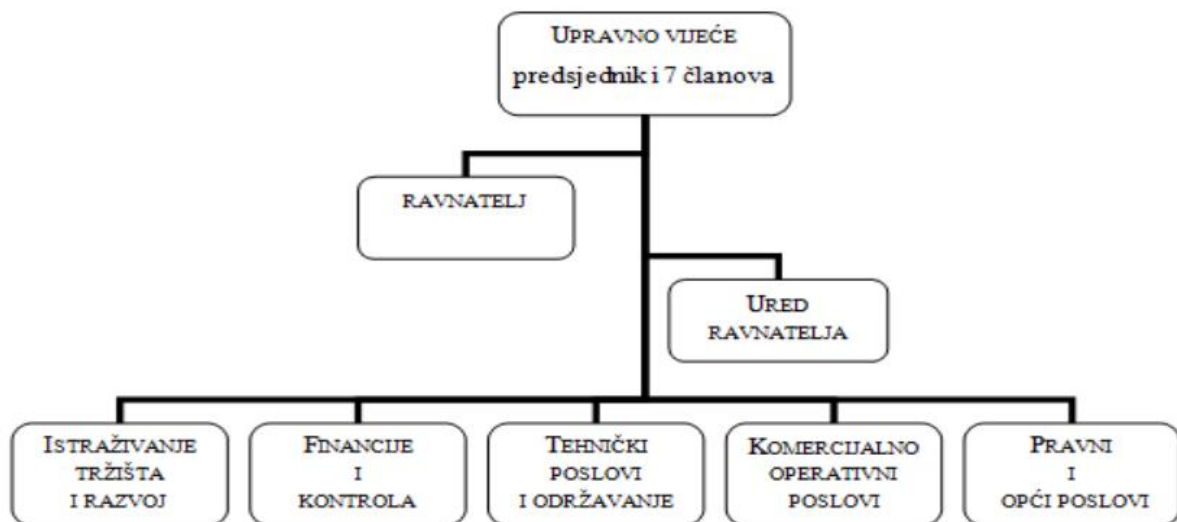 UPRAVNO VIJEĆE
predsjednik i 7 članova
RAVNATELJ
URED
RAVNATELJA
ISTRAŽIVANJE
TRŽIŠTA
I RAZVOJ
FINANCIJE
I
KONTROLA
TEHNIČKI
POSLOVI
I ODRŽAVANJE
KOMERCIJALNO
OPERATIVNI
POSLOVI
PRAVNI
I
OPĆI POSLOVI